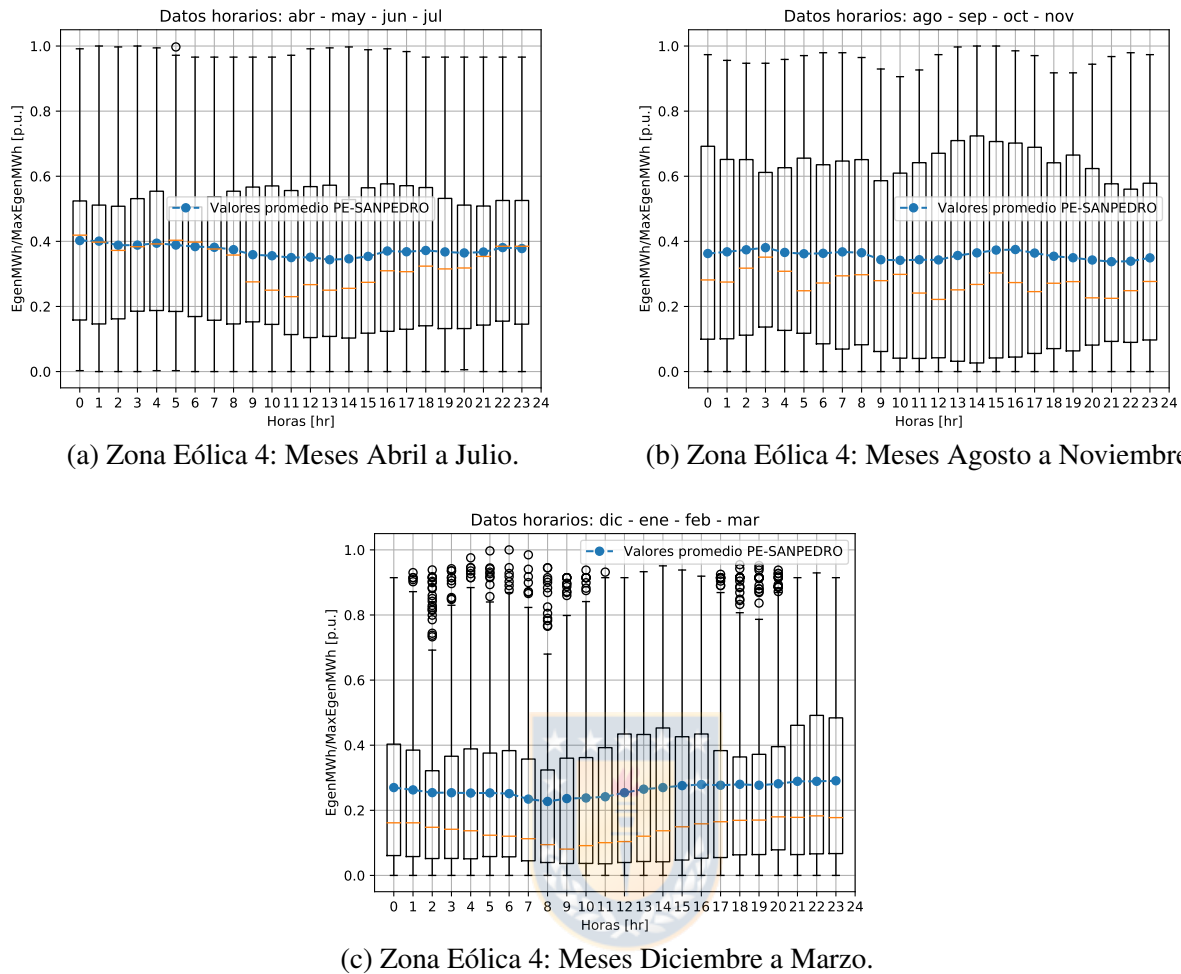 Datos horarios: abr - may - jun - jul
EgenMWh/MaxEgenMWh [p.u.]
1.0
0.8
0.6
0.4
0.2
0.0
Valores promedio PE-SANPEDRO
0 1 2 3 4 5 6 7 8 9 10 11 12 13 14 15 16 17 18 19 20 21 22 23 24
Horas [hr]
(a) Zona Eólica 4: Meses Abril a Julio.
Datos horarios: ago - sep - oct - nov
EgenMWh/MaxEgenMWh [p.u.]
1.0
0.8
0.6
0.4
0.2
0.0
Valores promedio PE-SANPEDRO
0 1 2 3 4 5 6 7 8 9 10 11 12 13 14 15 16 17 18 19 20 21 22 23 24
Horas [hr]
(b) Zona Eólica 4: Meses Agosto a Noviembre
Datos horarios: dic - ene - feb - mar
EgenMWh/MaxEgenMWh [p.u.]
1.0
0.8
0.6
0.4
0.2
0.0
Valores promedio PE-SANPEDRO
0 1 2 3 4 5 6 7 8 9 10 11 12 13 14 15 16 17 18 19 20 21 22 23 24
Horas [hr]
(c) Zona Eólica 4: Meses Diciembre a Marzo.